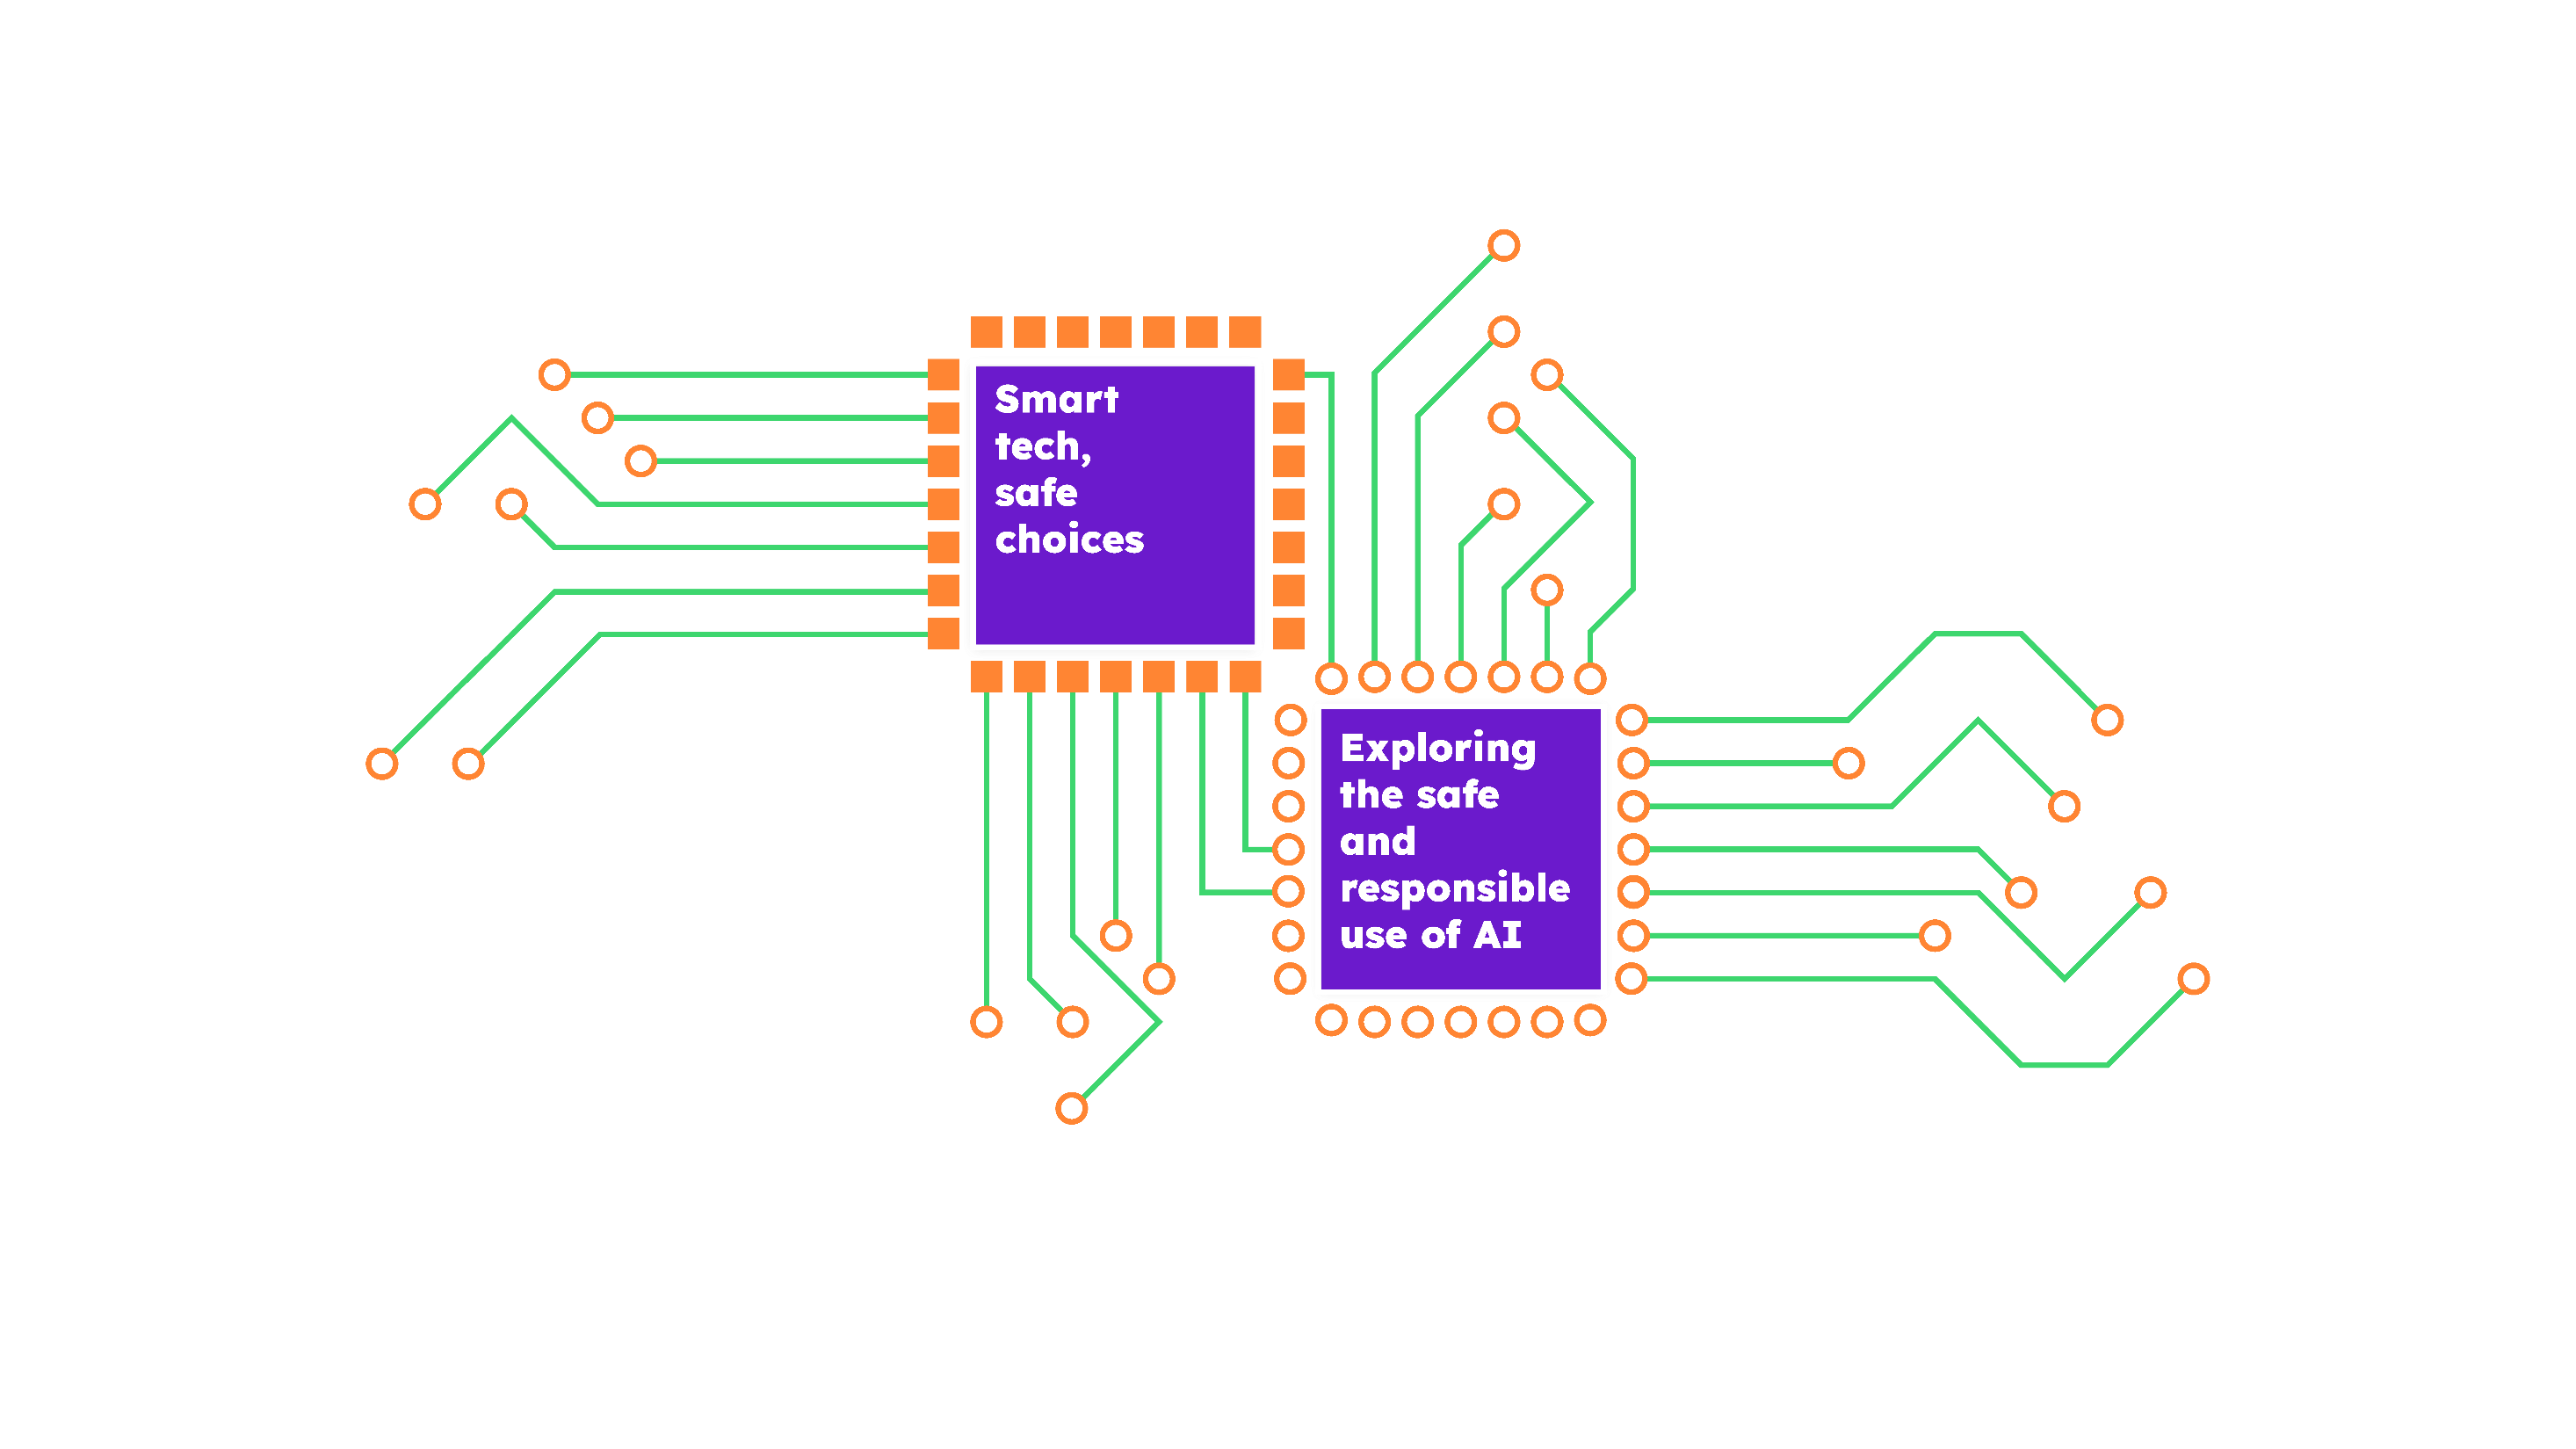 Smart
tech,
safe
choices
Exploring
the safe
and
responsible
use of AI